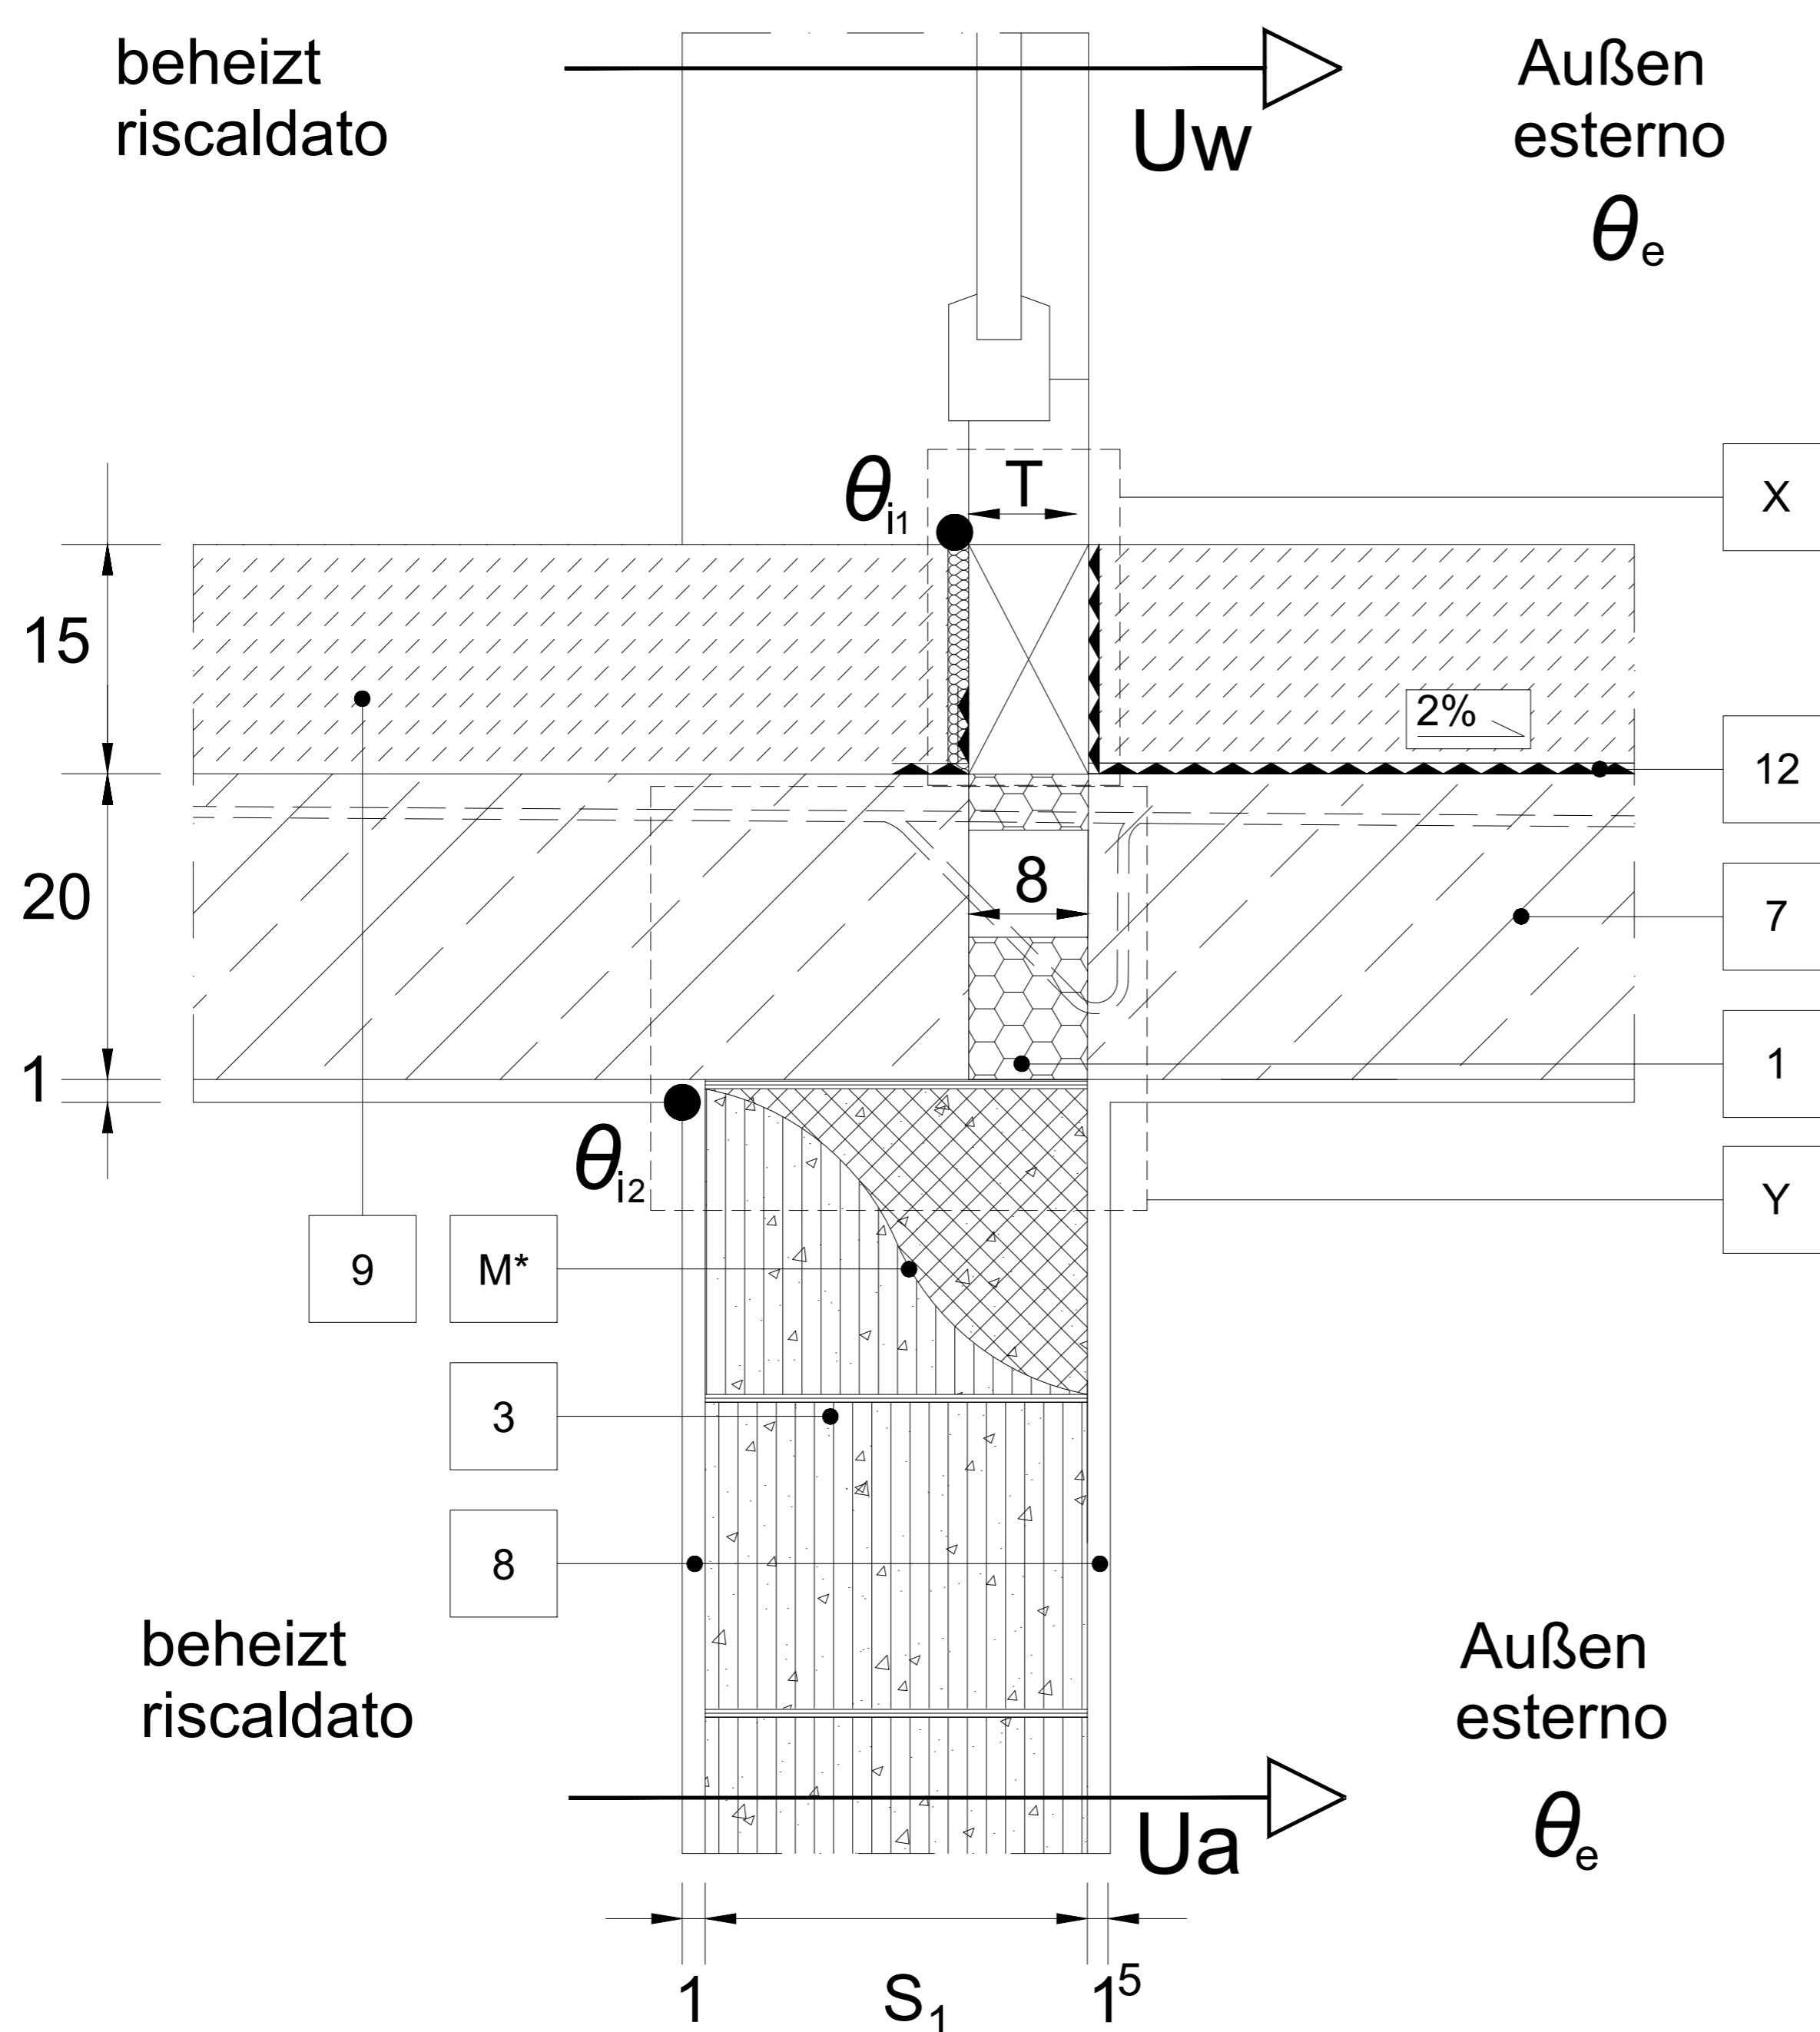 beheizt
riscaldato
Uw
Außen
esterno
θe
θi1
T
X
15
2%
12
20
8
7
1
1
θi2
Y
9
M*
3
8
beheizt
riscaldato
Außen
esterno
Ua
θe
1
S₁
1⁵